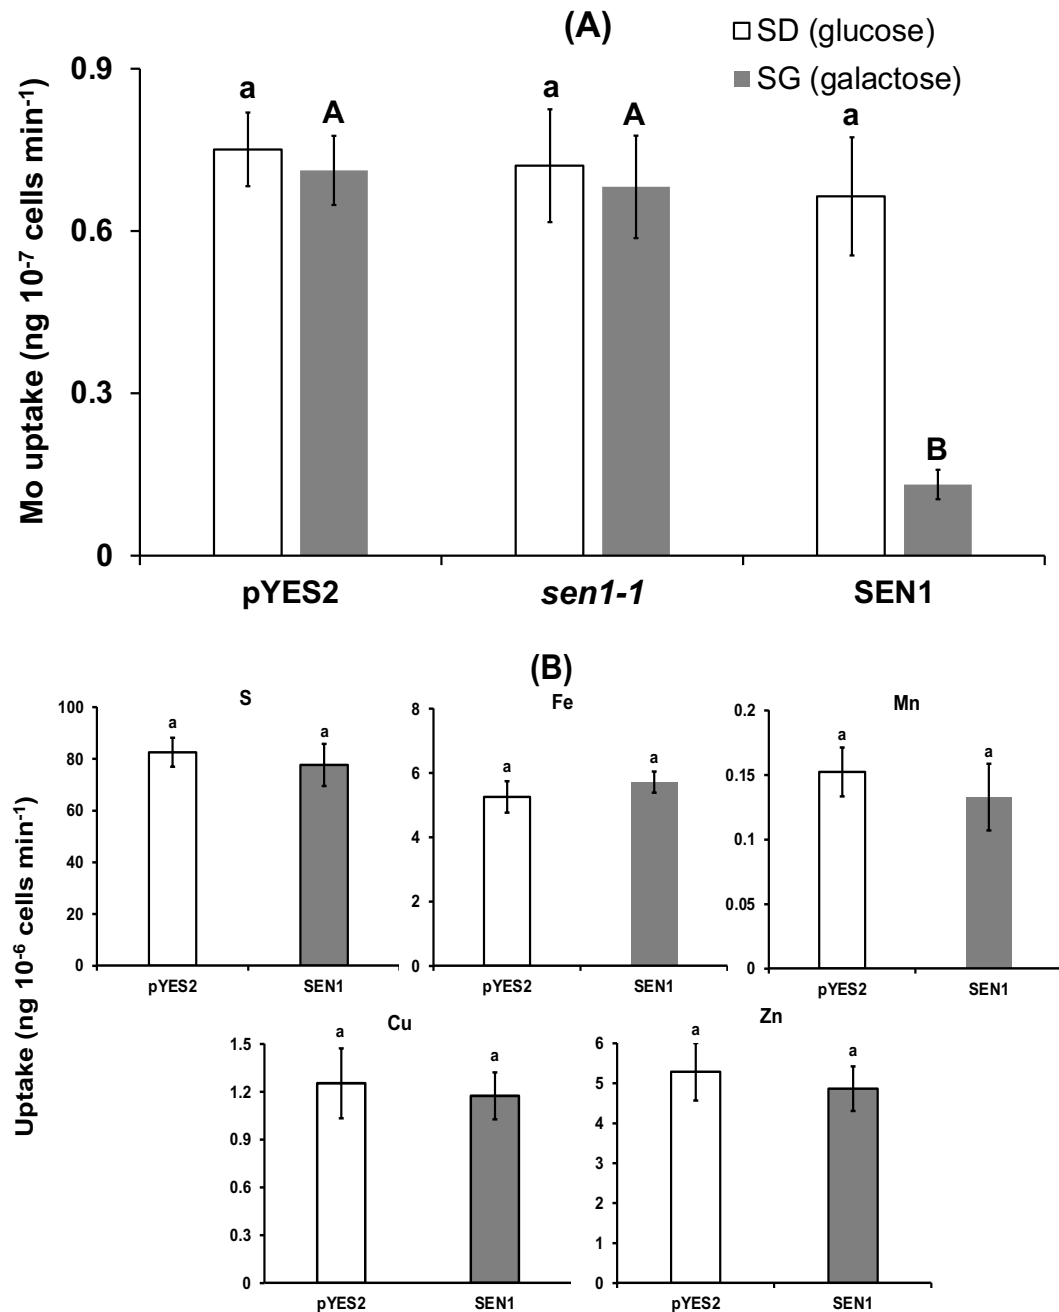 (A)
SD (glucose)
SG (galactose)
Mo uptake (ng 10⁻⁷ cells min⁻¹)
0.9
0.6
0.3
0
a
A
a
A
a
B
pYES2
sen1-1
SEN1
(B)
Uptake (ng 10⁻⁶ cells min⁻¹)
S
100
80
60
40
20
0
a
a
pYES2
SEN1
Fe
8
6
4
2
0
a
a
pYES2
SEN1
Mn
0.2
0.15
0.1
0.05
0
a
a
pYES2
SEN1
Cu
1.5
1.2
0.9
0.6
0.3
0
a
a
pYES2
SEN1
Zn
6
5
4
3
2
1
0
a
a
pYES2
SEN1